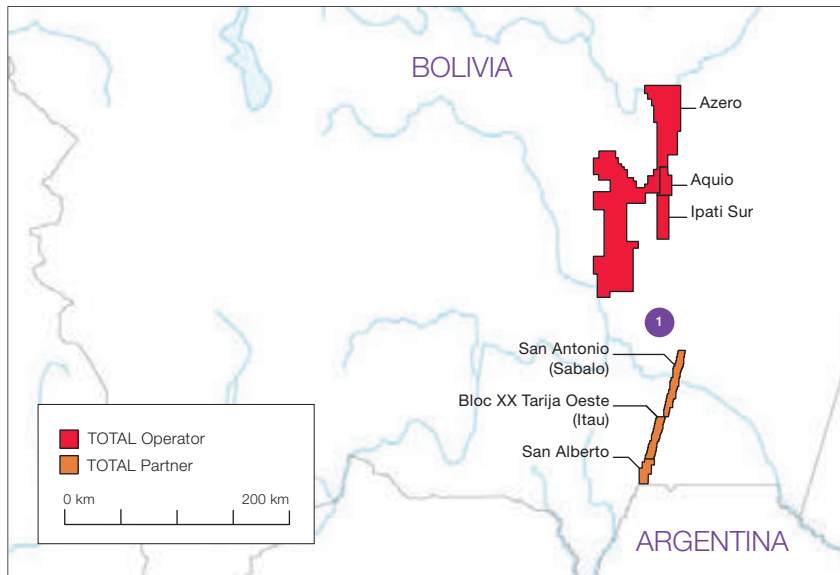 BOLIVIA
Azero
Aquio
Ipati Sur
1
San Antonio
(Sabalo)
Bloc XX Tarija Oeste
(Itau)
San Alberto
TOTAL Operator
TOTAL Partner
0 km 200 km
ARGENTINA